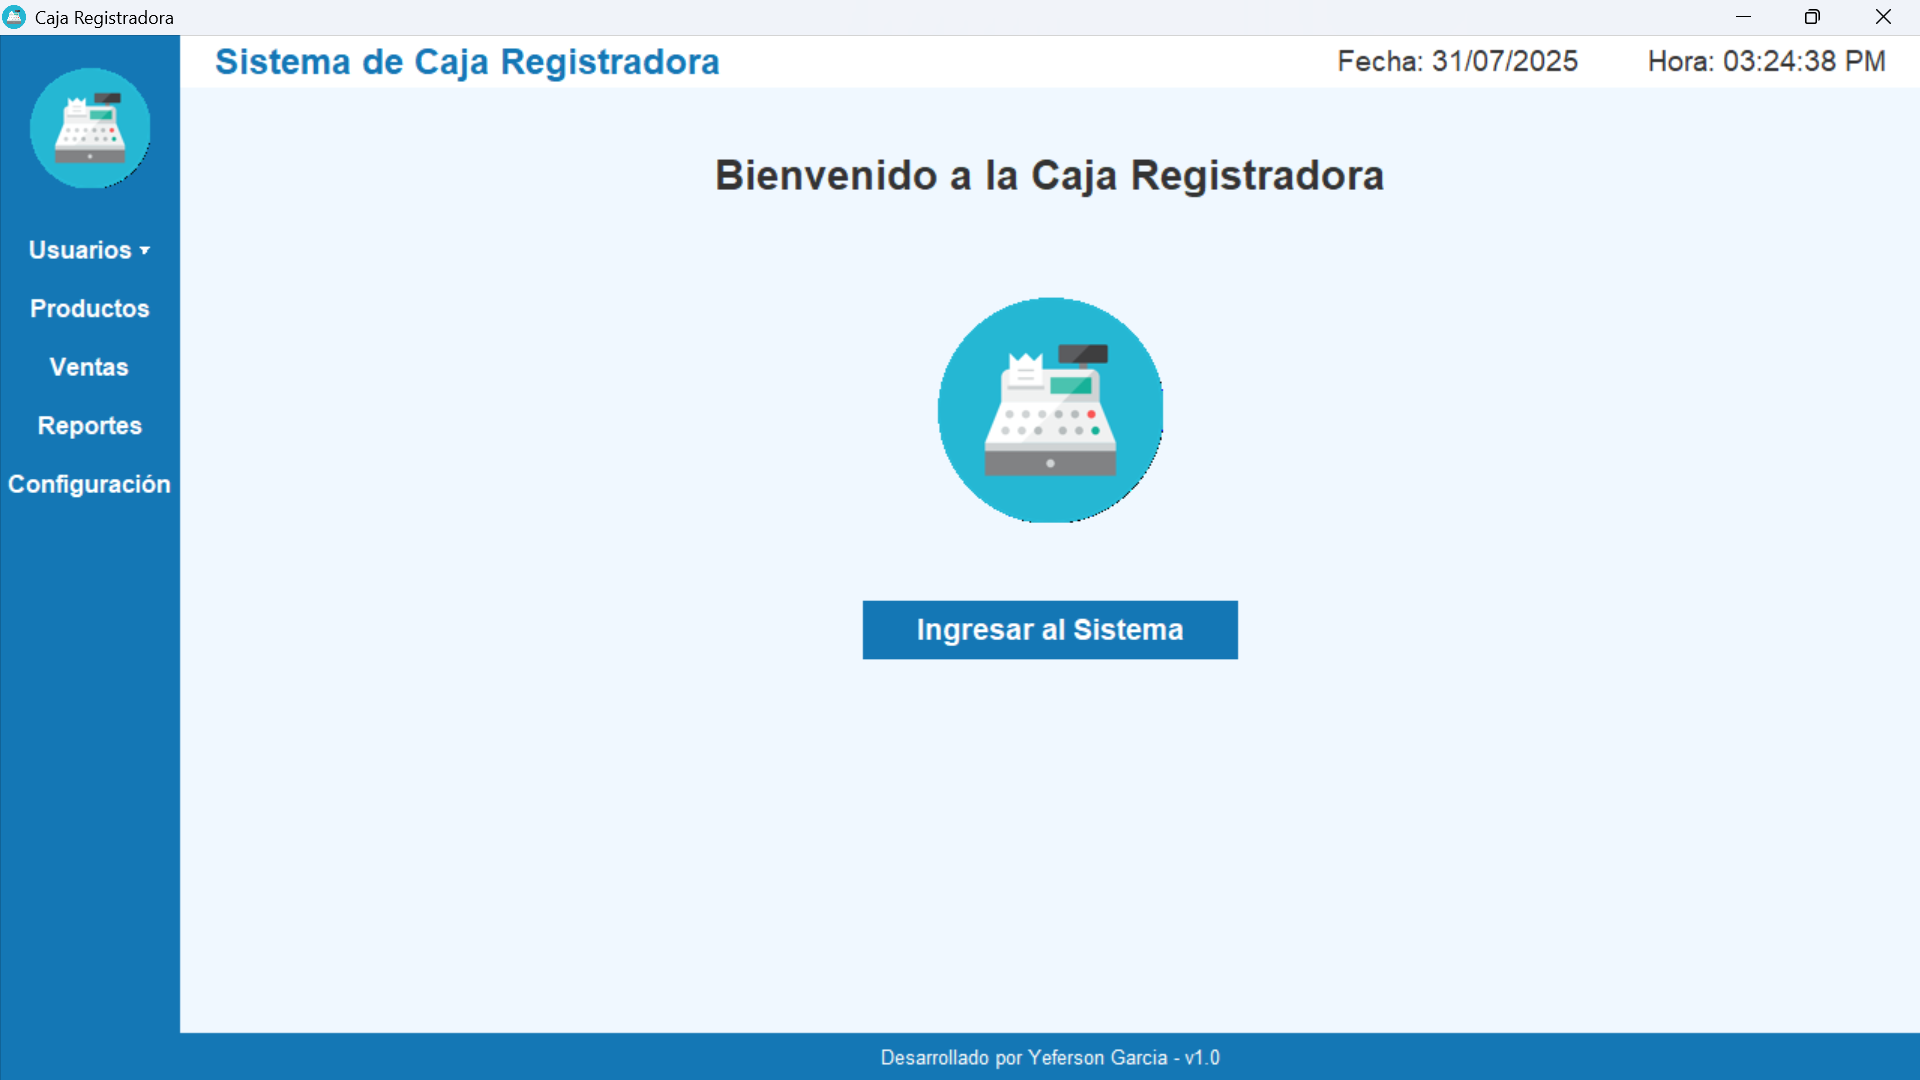 Caja Registradora
Sistema de Caja Registradora
Fecha: 31/07/2025
Hora: 03:24:38 PM
Usuarios
Productos
Ventas
Reportes
Configuración
Bienvenido a la Caja Registradora
Ingresar al Sistema
Desarrollado por Yeferson Garcia - v1.0